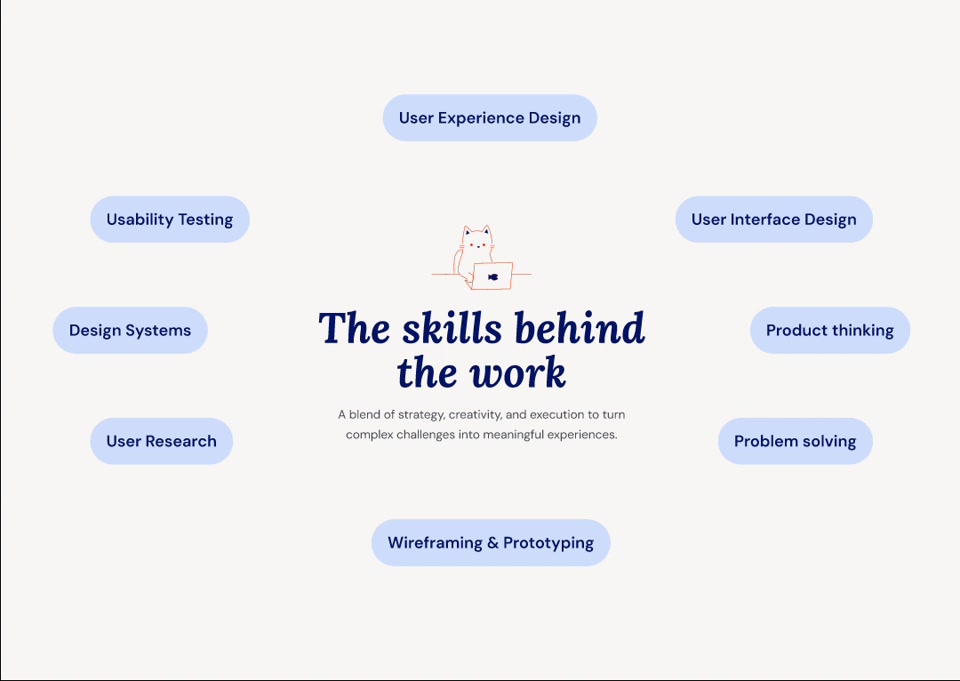 User Experience Design
Usability Testing
User Interface Design
Design Systems
The skills behind
the work
Product thinking
A blend of strategy, creativity, and execution to turn
complex challenges into meaningful experiences.
User Research
Problem solving
Wireframing & Prototyping